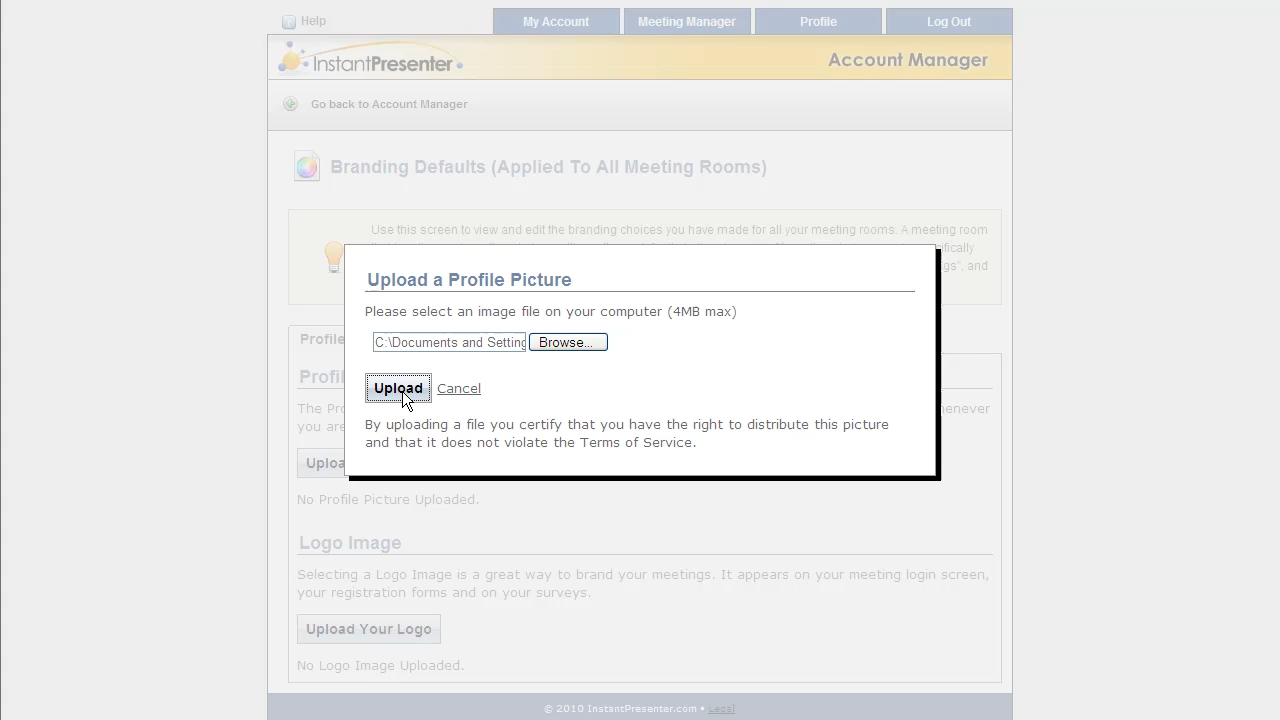 Help
My Account
Meeting Manager
Profile
Log Out
InstantPresenter
Account Manager
Go back to Account Manager
Branding Defaults (Applied To All Meeting Rooms)
Use this screen to view and edit the branding choices you have made for all your meeting rooms. A meeting room
and
Upload a Profile Picture
Please select an image file on your computer (4MB max)
C:\Documents and Setting
Browse...
Upload Cancel
By uploading a file you certify that you have the right to distribute this picture
and that it does not violate the Terms of Service.
Profile
The
you are
No Profile Picture Uploaded.
Logo Image
Selecting a Logo Image is a great way to brand your meetings. It appears on your meeting login screen,
your registration forms and on your surveys.
Upload Your Logo
No Logo Image Uploaded.
© 2010 InstantPresenter.com • Legal